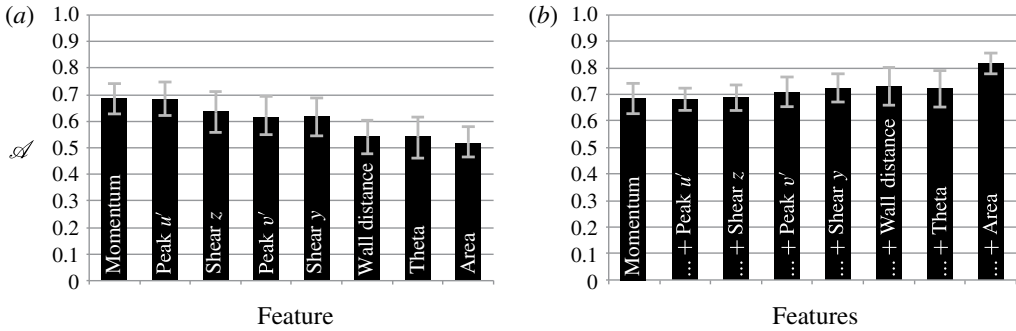 (a)
1.0
0.9
0.8
0.7
0.6
𝒜 0.5
0.4
0.3
0.2
0.1
0
Momentum
Peak u′
Shear z
Peak v′
Shear y
Wall distance
Theta
Area
Feature
(b)
1.0
0.9
0.8
0.7
0.6
0.5
0.4
0.3
0.2
0.1
0
Momentum
... + Peak u′
... + Shear z
... + Peak v′
... + Shear y
... + Wall distance
... + Theta
... + Area
Features